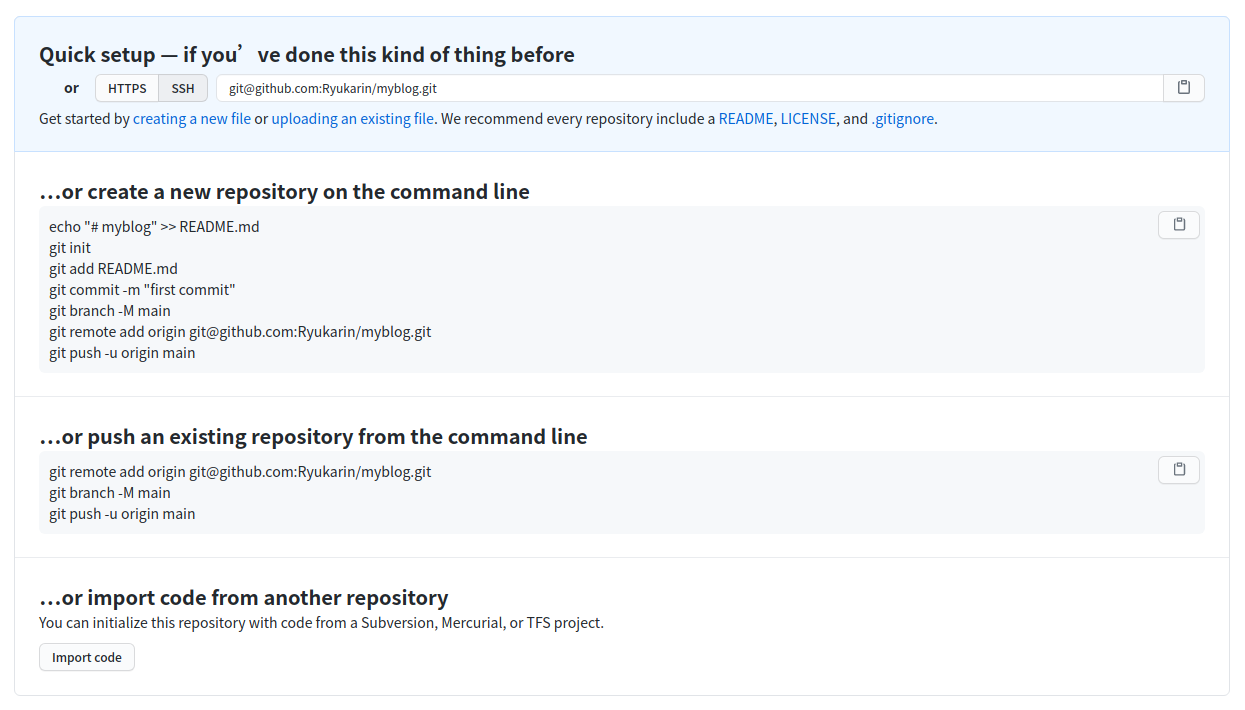 Quick setup — if you’ve done this kind of thing before
or HTTPS SSH git@github.com:Ryukarin/myblog.git
Get started by creating a new file or uploading an existing file. We recommend every repository include a README, LICENSE, and .gitignore.
…or create a new repository on the command line
echo "# myblog" >> README.md
git init
git add README.md
git commit -m "first commit"
git branch -M main
git remote add origin git@github.com:Ryukarin/myblog.git
git push -u origin main
…or push an existing repository from the command line
git remote add origin git@github.com:Ryukarin/myblog.git
git branch -M main
git push -u origin main
…or import code from another repository
You can initialize this repository with code from a Subversion, Mercurial, or TFS project.
Import code